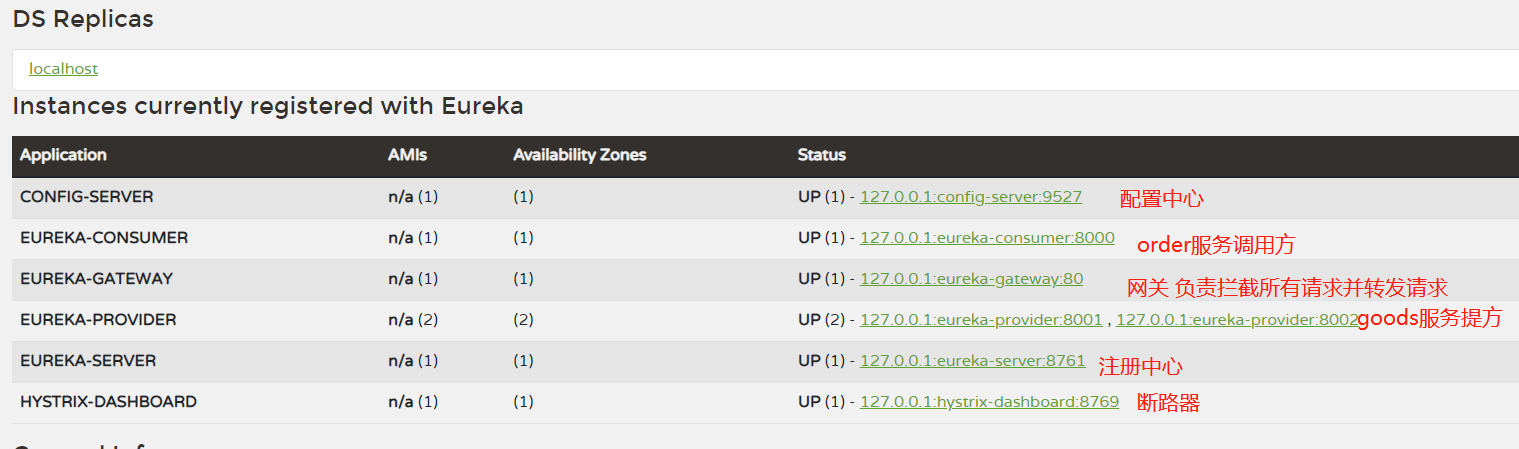 DS Replicas
localhost
Instances currently registered with Eureka
Application AMIs Availability Zones Status
CONFIG-SERVER n/a (1) (1) UP (1) - 127.0.0.1:config-server:9527 配置中心
EUREKA-CONSUMER n/a (1) (1) UP (1) - 127.0.0.1:eureka-consumer:8000 order服务调用方
EUREKA-GATEWAY n/a (1) (1) UP (1) - 127.0.0.1:eureka-gateway:80 网关 负责拦截所有请求并转发请求
EUREKA-PROVIDER n/a (2) (2) UP (2) - 127.0.0.1:eureka-provider:8001 , 127.0.0.1:eureka-provider:8002 goods服务提方
EUREKA-SERVER n/a (1) (1) UP (1) - 127.0.0.1:eureka-server:8761 注册中心
HYSTRIX-DASHBOARD n/a (1) (1) UP (1) - 127.0.0.1:hystrix-dashboard:8769 断路器